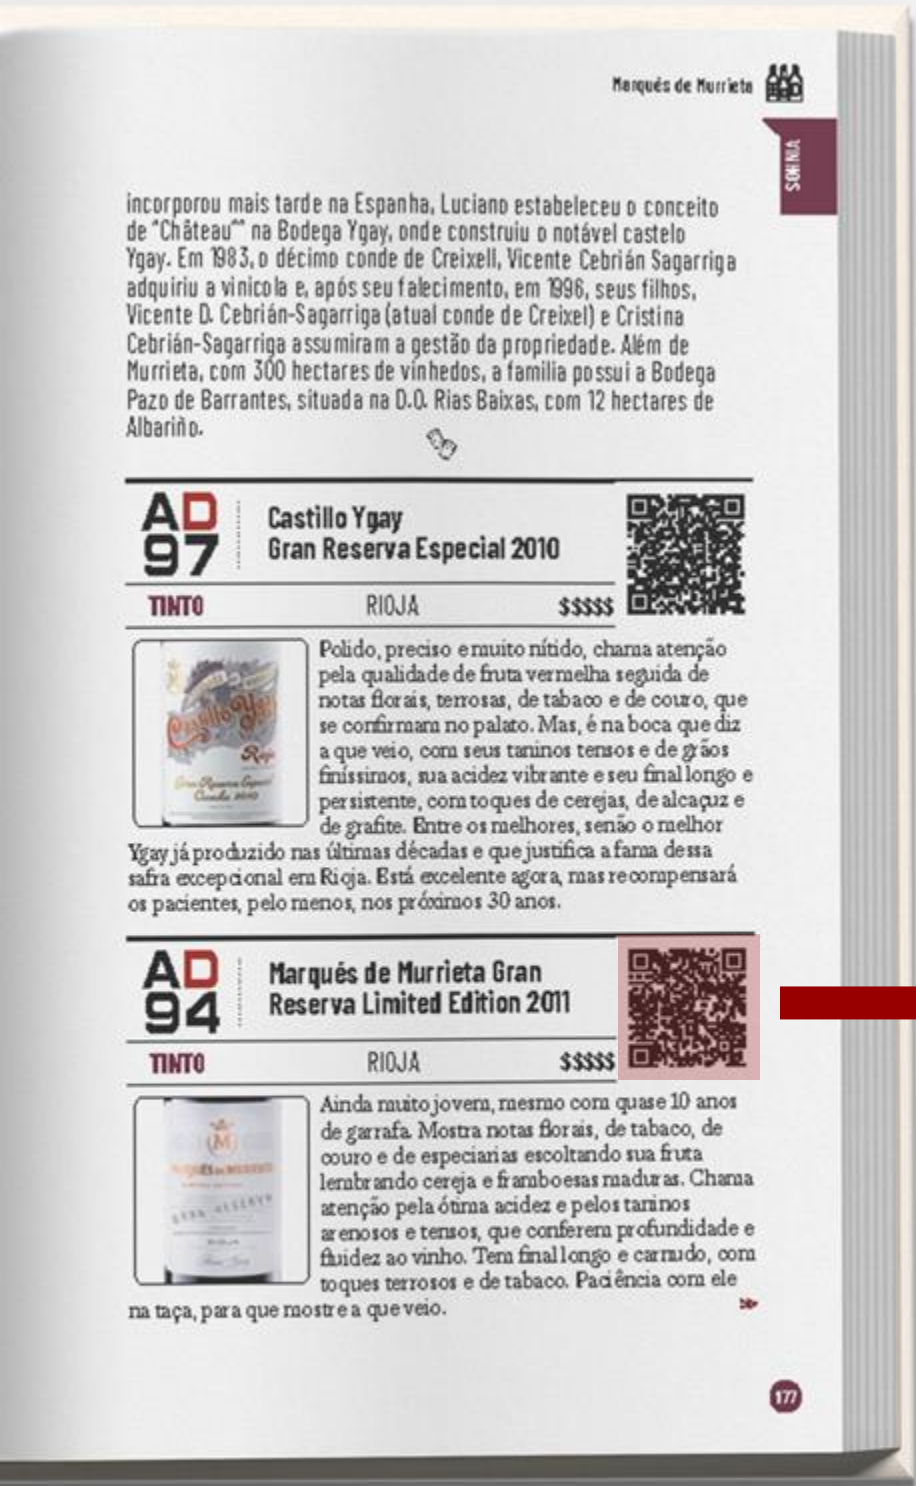 Marqués de Murrieta
incorporou mais tarde na Espanha, Luciano estabeleceu o conceito
de "Château"" na Bodega Ygay, onde construiu o notável castelo
Ygay. Em 1983, o décimo conde de Creixell, Vicente Cebrián Sagarriga
adquiriu a vinícola e, após seu falecimento, em 1996, seus filhos,
Vicente D. Cebrián-Sagarriga (atual conde de Creixel) e Cristina
Cebrián-Sagarriga assumiram a gestão da propriedade. Além de
Murrieta, com 300 hectares de vinhedos, a família possui a Bodega
Pazo de Barrantes, situada na D.O. Rias Baixas, com 12 hectares de
Albariño.
AD
97
Castillo Ygay
Gran Reserva Especial 2010
TINTO RIOJA $$$$$
Castillo Ygay
Rioja
Gran Reserva Especial
Polido, preciso e muito nítido, chama atenção
pela qualidade de fruta vermelha seguida de
notas florais, terrosas, de tabaco e de couro, que
se confirmam no palato. Mas, é na boca que diz
a que veio, com seus taninos tensos e de grãos
finíssimos, sua acidez vibrante e seu final longo e
persistente, com toques de cerejas, de alcaçuz e
de grafite. Entre os melhores, senão o melhor
Ygay já produzido nas últimas décadas e que justifica a fama dessa
safra excepcional em Rioja. Está excelente agora, mas recompensará
os pacientes, pelo menos, nos próximos 30 anos.
AD
94
Marqués de Murrieta Gran
Reserva Limited Edition 2011
TINTO RIOJA $$$$$
M
MARQUÉS DE MURRIETA
GRAN RESERVA
Ainda muito jovem, mesmo com quase 10 anos
de garrafa. Mostra notas florais, de tabaco, de
couro e de especiarias escoltando sua fruta
lembrando cereja e framboesas maduras. Chama
atenção pela ótima acidez e pelos taninos
arenosos e tensos, que conferem profundidade e
fluidez ao vinho. Tem final longo e carnudo, com
toques terrosos e de tabaco. Paciência com ele
na taça, para que mostre a que veio.
177